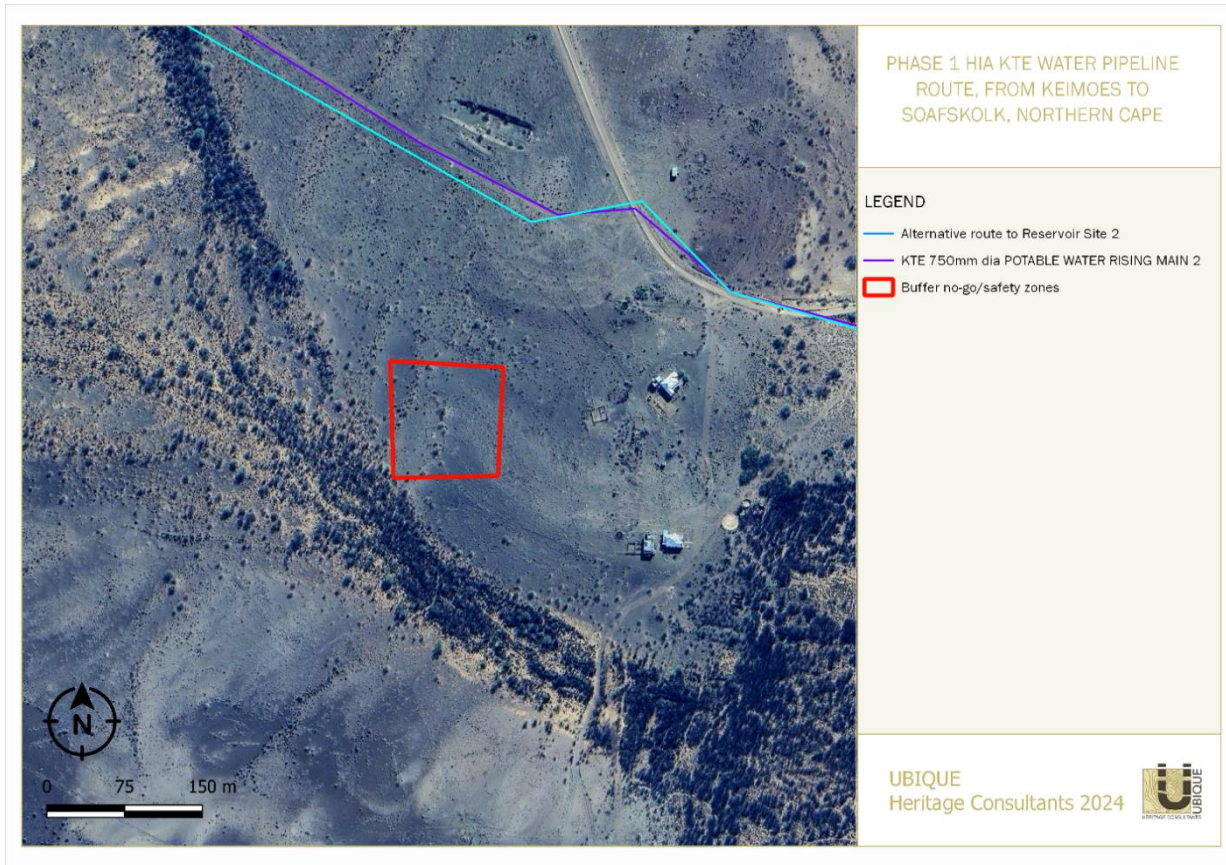 PHASE 1 HIA KTE WATER PIPELINE
ROUTE, FROM KEIMOES TO
SOAFSKOLK, NORTHERN CAPE
LEGEND
Alternative route to Reservoir Site 2
KTE 750mm dia POTABLE WATER RISING MAIN 2
Buffer no-go/safety zones
N
0 75 150 m
UBIQUE
Heritage Consultants 2024
UBIQUE
HERITAGE CONSULTANTS